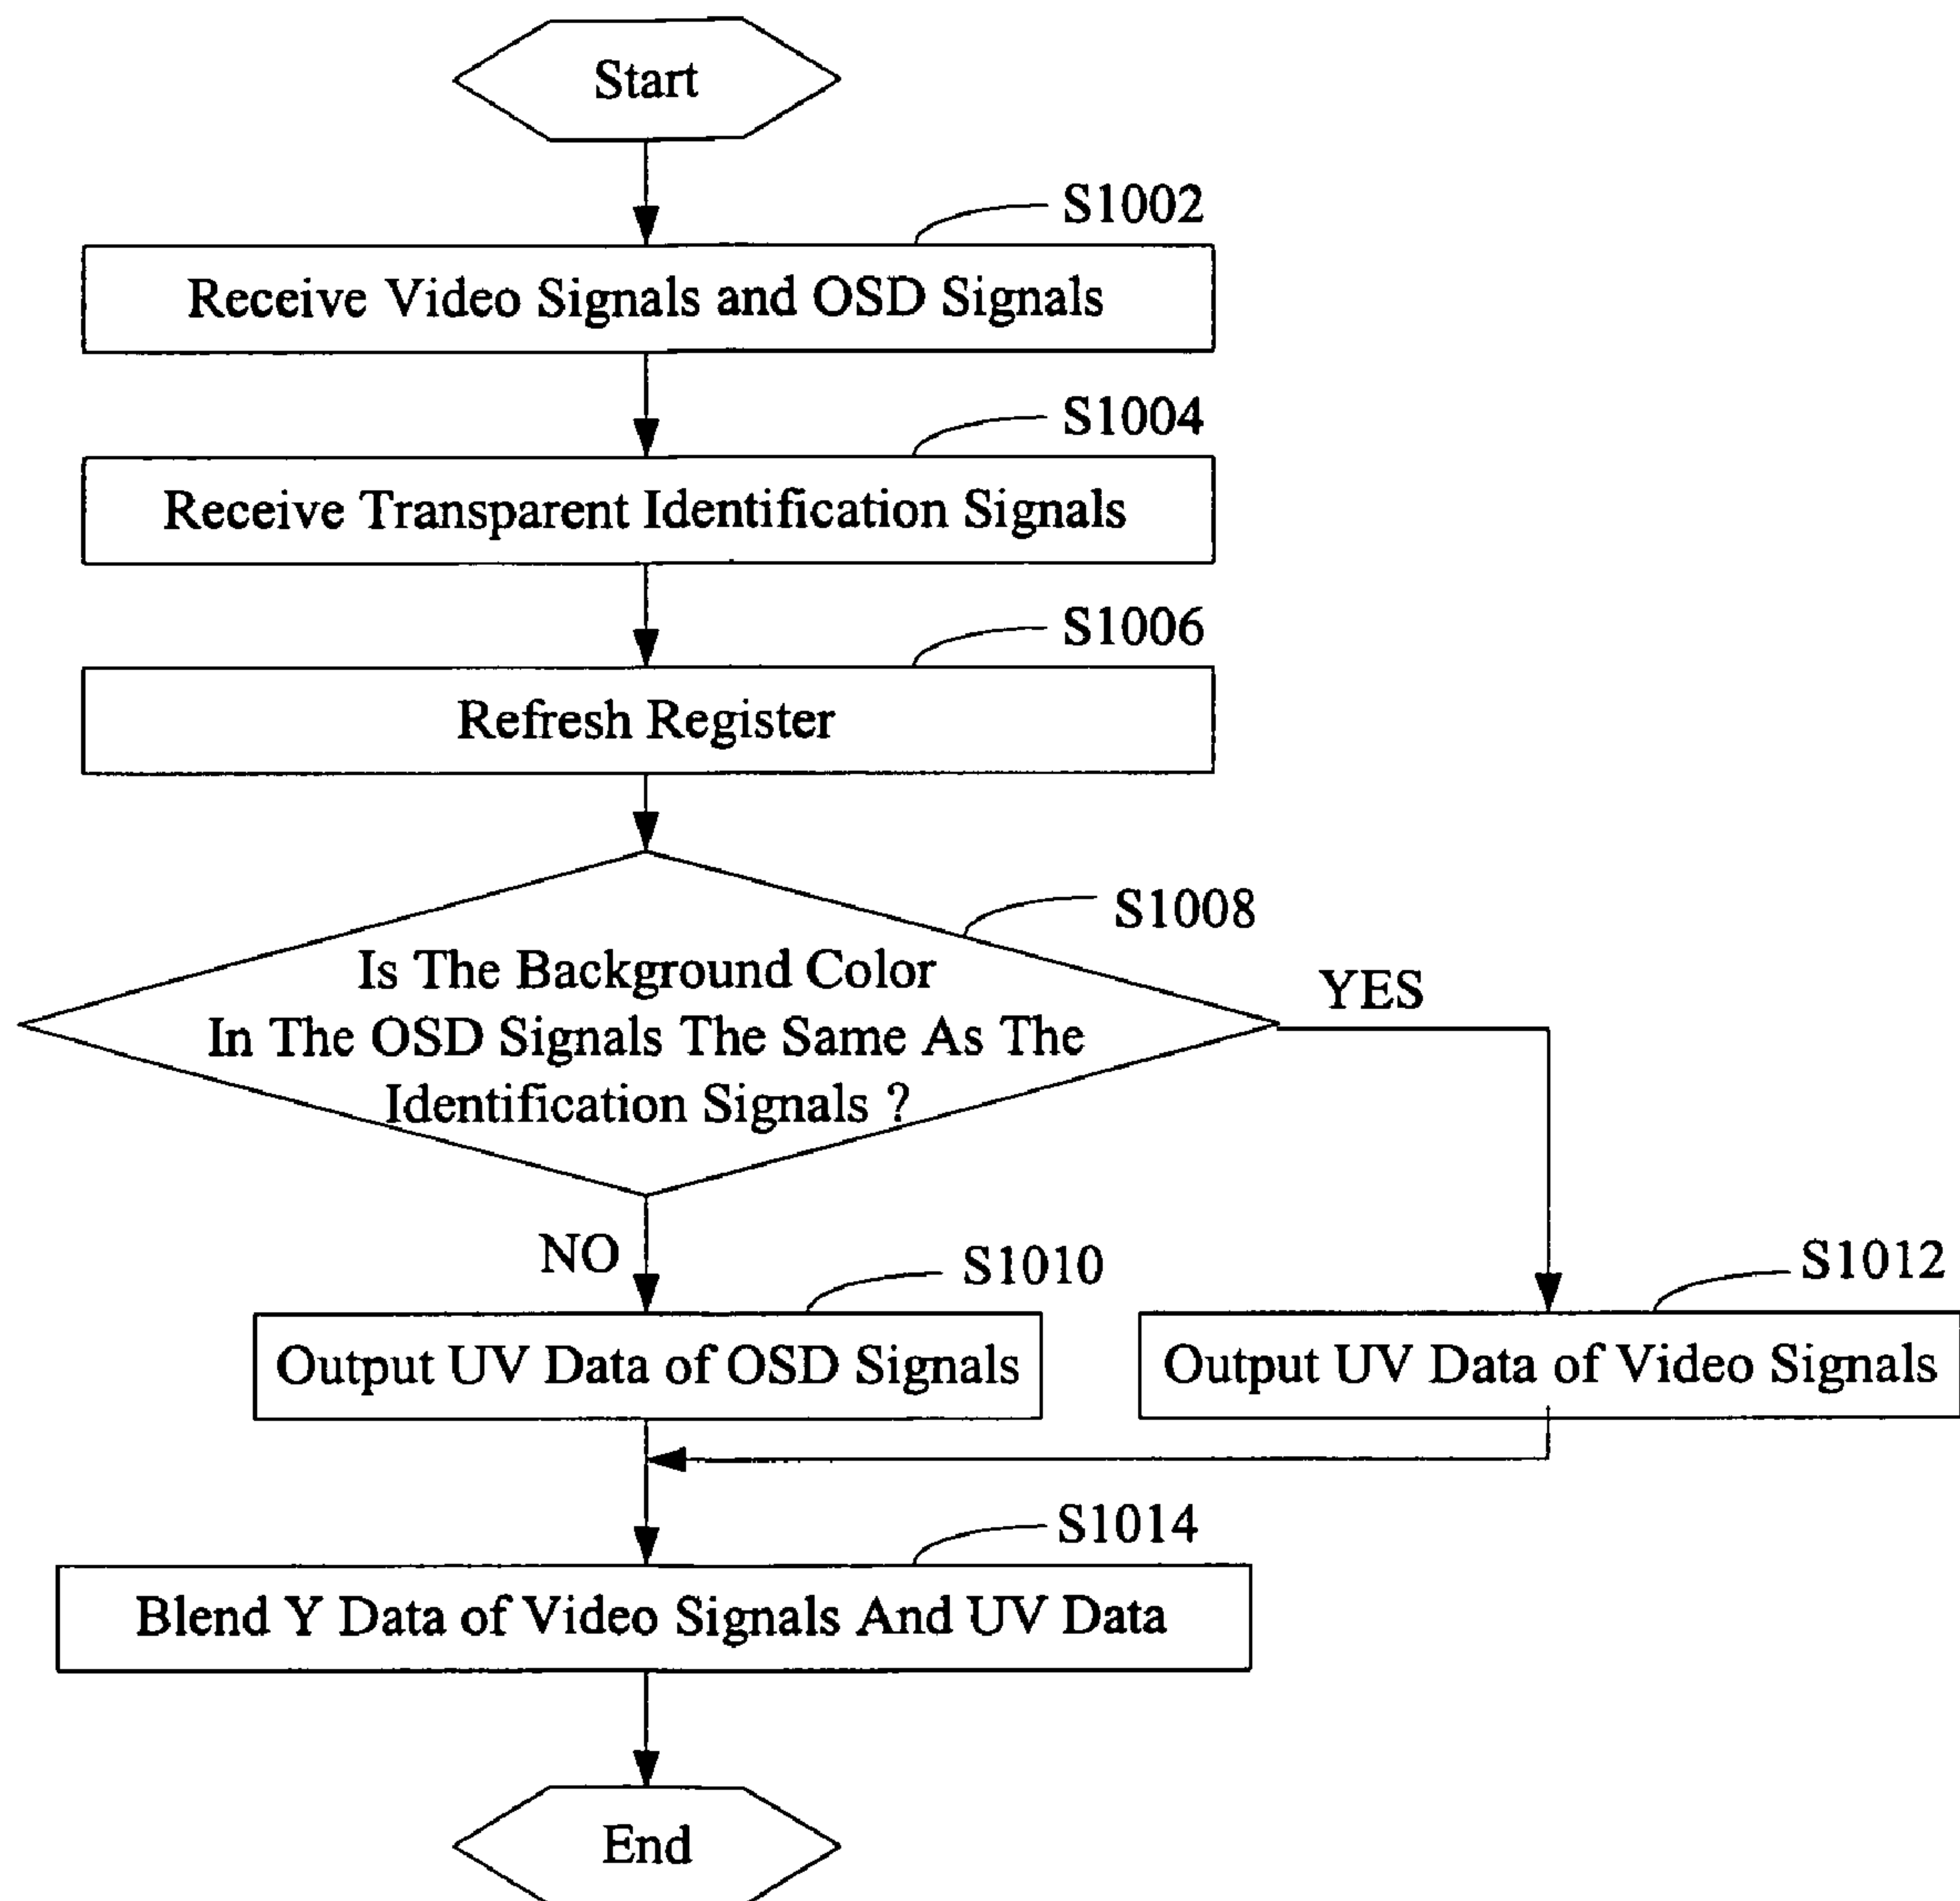 Start
S1002
Receive Video Signals and OSD Signals
S1004
Receive Transparent Identification Signals
S1006
Refresh Register
S1008
Is The Background Color
In The OSD Signals The Same As The
Identification Signals ?
YES
NO
S1010
S1012
Output UV Data of OSD Signals
Output UV Data of Video Signals
S1014
Blend Y Data of Video Signals And UV Data
End